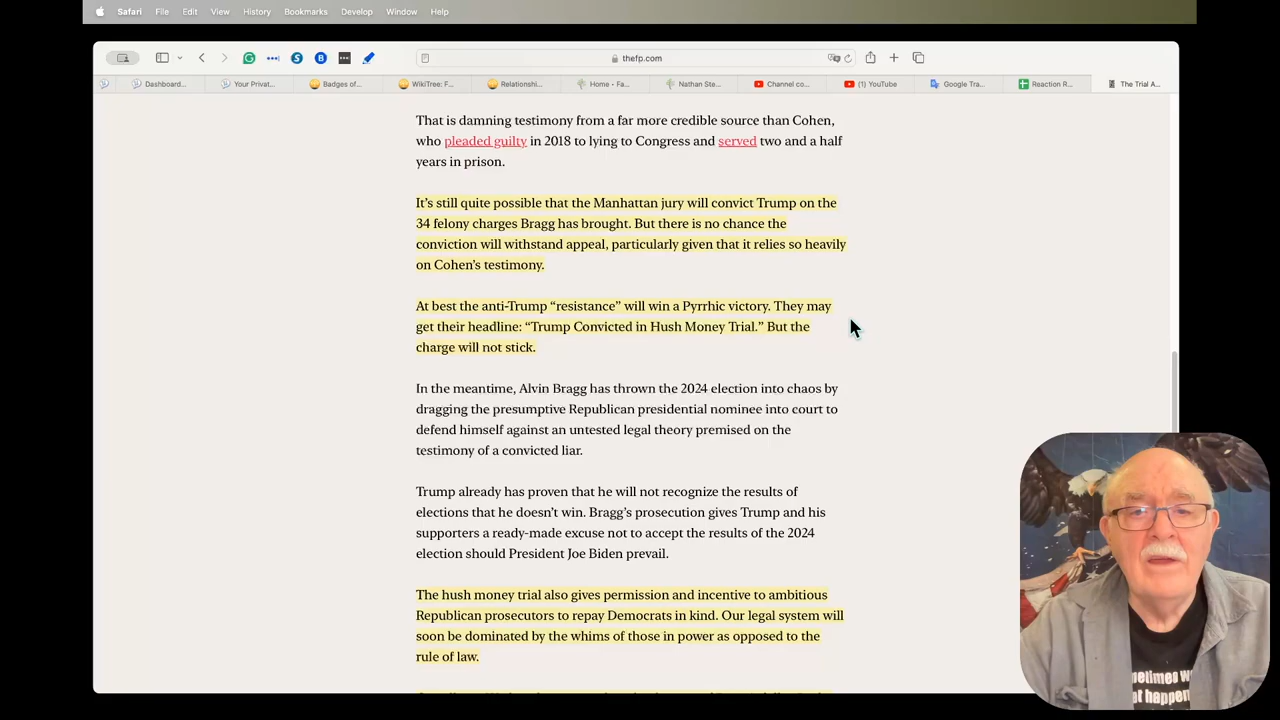 Safari File Edit View History Bookmarks Develop Window Help
thefp.com
Dashboard... Your Privat... Badges of... WikiTree: F... Relationshi... Home - Fa... Nathan Ste... Channel co... (1) YouTube Google Tra... Reaction R... The Trial A...
That is damning testimony from a far more credible source than Cohen,
who pleaded guilty in 2018 to lying to Congress and served two and a half
years in prison.
It’s still quite possible that the Manhattan jury will convict Trump on the
34 felony charges Bragg has brought. But there is no chance the
conviction will withstand appeal, particularly given that it relies so heavily
on Cohen’s testimony.
At best the anti-Trump “resistance” will win a Pyrrhic victory. They may
get their headline: “Trump Convicted in Hush Money Trial.” But the
charge will not stick.
In the meantime, Alvin Bragg has thrown the 2024 election into chaos by
dragging the presumptive Republican presidential nominee into court to
defend himself against an untested legal theory premised on the
testimony of a convicted liar.
Trump already has proven that he will not recognize the results of
elections that he doesn’t win. Bragg’s prosecution gives Trump and his
supporters a ready-made excuse not to accept the results of the 2024
election should President Joe Biden prevail.
The hush money trial also gives permission and incentive to ambitious
Republican prosecutors to repay Democrats in kind. Our legal system will
soon be dominated by the whims of those in power as opposed to the
rule of law.